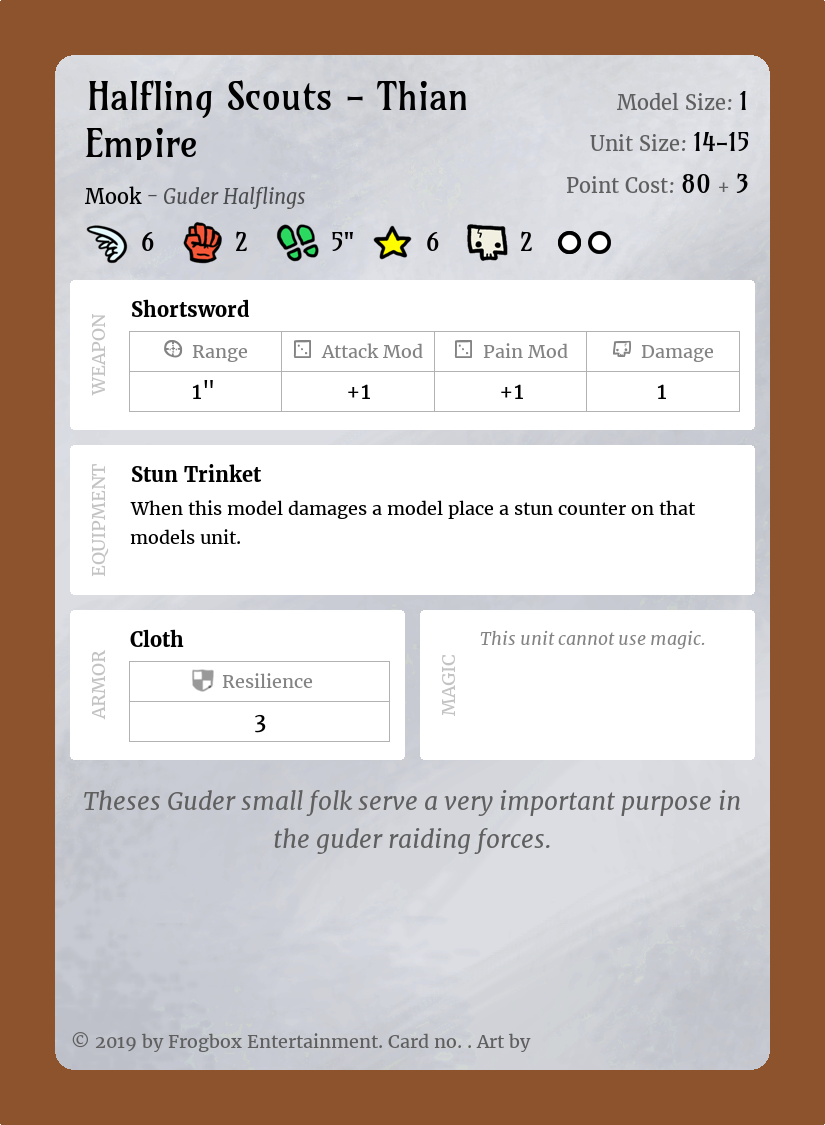 Halfling Scouts – Thian
Empire
Model Size: 1
Unit Size: 14–15
Point Cost: 80 + 3
Mook – Guder Halflings
6 2 5" 6 2
WEAPON
Shortsword
Range Attack Mod Pain Mod Damage
1" +1 +1 1
EQUIPMENT
Stun Trinket
When this model damages a model place a stun counter on that
models unit.
ARMOR
Cloth
Resilience
3
MAGIC
This unit cannot use magic.
Theses Guder small folk serve a very important purpose in
the guder raiding forces.
© 2019 by Frogbox Entertainment. Card no. . Art by